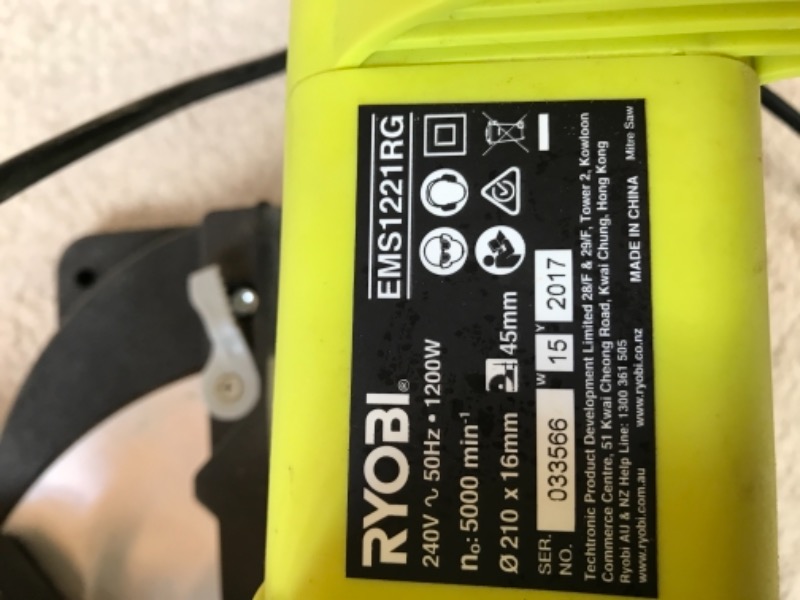 RYOBI® EMS1221RG
240V ∿ 50Hz • 1200W
n₀: 5000 min⁻¹
Ø 210 x 16mm 45mm
SER. NO. 033566 W 15 Y 2017
Techtronic Product Development Limited 28/F & 29/F, Tower 2, Kowloon
Commerce Centre, 51 Kwai Cheong Road, Kwai Chung, Hong Kong
Ryobi AU & NZ Help Line: 1300 361 505
www.ryobi.com.au www.ryobi.co.nz MADE IN CHINA Mitre Saw